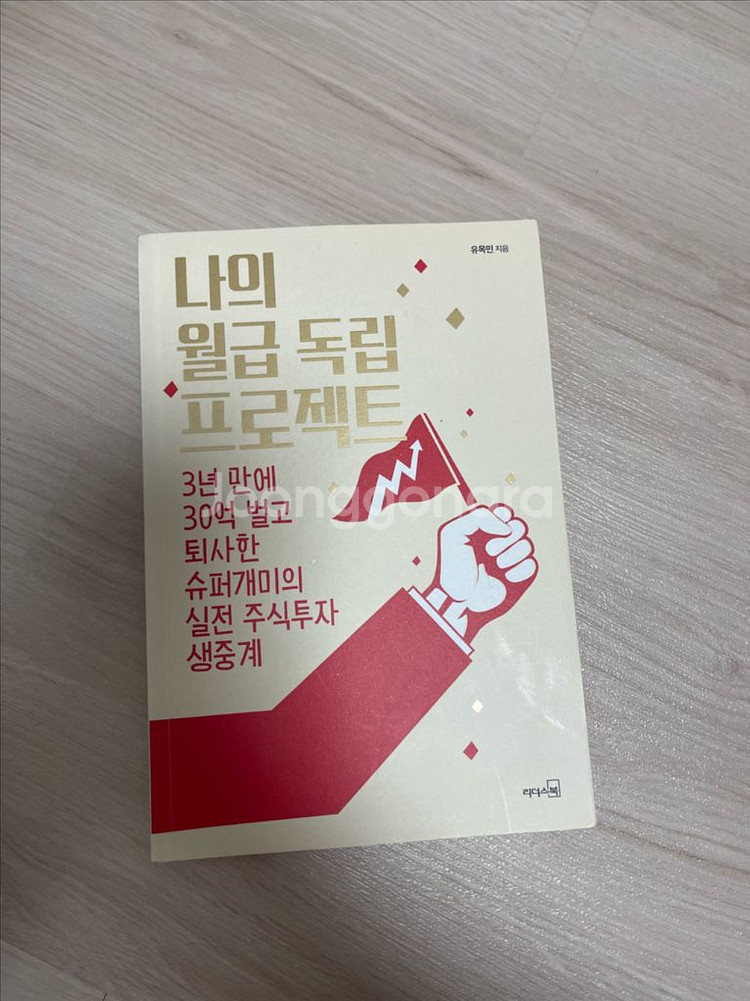 유목민 지음
나의
월급 독립
프로젝트
3년 만에
30억 벌고
퇴사한
슈퍼개미의
실전 주식투자
생중계
Joonggonara
리더스북